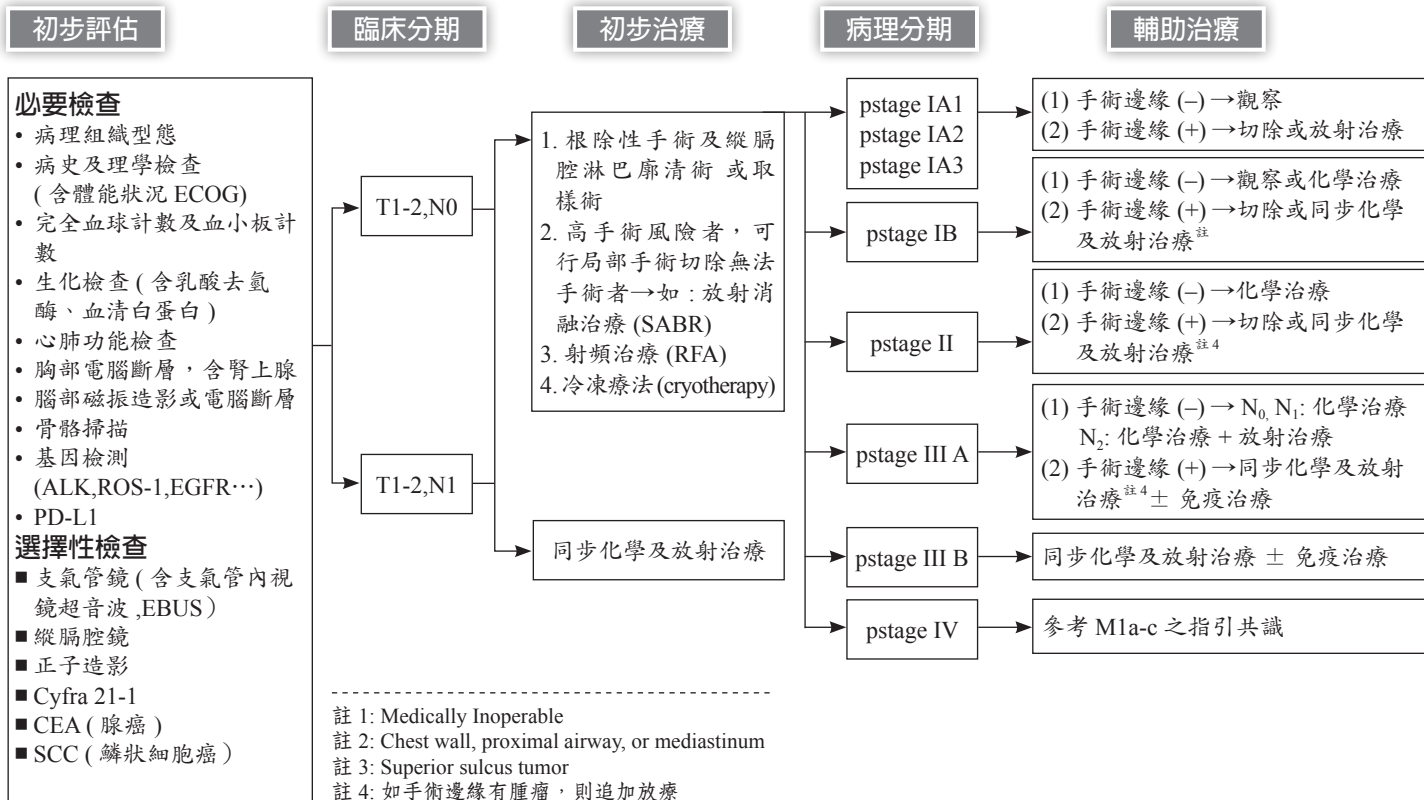 初步評估
臨床分期
初步治療
病理分期
輔助治療
必要檢查
• 病理組織型態
• 病史及理學檢查
( 含體能狀況 ECOG)
• 完全血球計數及血小板計
數
• 生化檢查 ( 含乳酸去氫
酶、血清白蛋白 )
• 心肺功能檢查
• 胸部電腦斷層，含腎上腺
• 腦部磁振造影或電腦斷層
• 骨骼掃描
• 基因檢測
(ALK,ROS-1,EGFR⋯)
• PD-L1
選擇性檢查
■ 支氣管鏡 ( 含支氣管內視
鏡超音波 ,EBUS）
■ 縱膈腔鏡
■ 正子造影
■ Cyfra 21-1
■ CEA ( 腺癌 )
■ SCC ( 鱗狀細胞癌）
T1-2,N0
T1-2,N1
1. 根除性手術及縱膈
腔淋巴廓清術 或取
樣術
2. 高手術風險者，可
行局部手術切除無法
手術者→如 : 放射消
融治療 (SABR)
3. 射頻治療 (RFA)
4. 冷凍療法 (cryotherapy)
同步化學及放射治療
pstage IA1
pstage IA2
pstage IA3
pstage IB
pstage II
pstage III A
pstage III B
pstage IV
(1) 手術邊緣 (–) →觀察
(2) 手術邊緣 (+) →切除或放射治療
(1) 手術邊緣 (–) →觀察或化學治療
(2) 手術邊緣 (+) →切除或同步化學
及放射治療註
(1) 手術邊緣 (–) →化學治療
(2) 手術邊緣 (+) →切除或同步化學
及放射治療註 4
(1) 手術邊緣 (–) → N0, N1: 化學治療
N2: 化學治療 + 放射治療
(2) 手術邊緣 (+) →同步化學及放射
治療註 4 ± 免疫治療
同步化學及放射治療 ± 免疫治療
參考 M1a-c 之指引共識
註 1: Medically Inoperable
註 2: Chest wall, proximal airway, or mediastinum
註 3: Superior sulcus tumor
註 4: 如手術邊緣有腫瘤，則追加放療